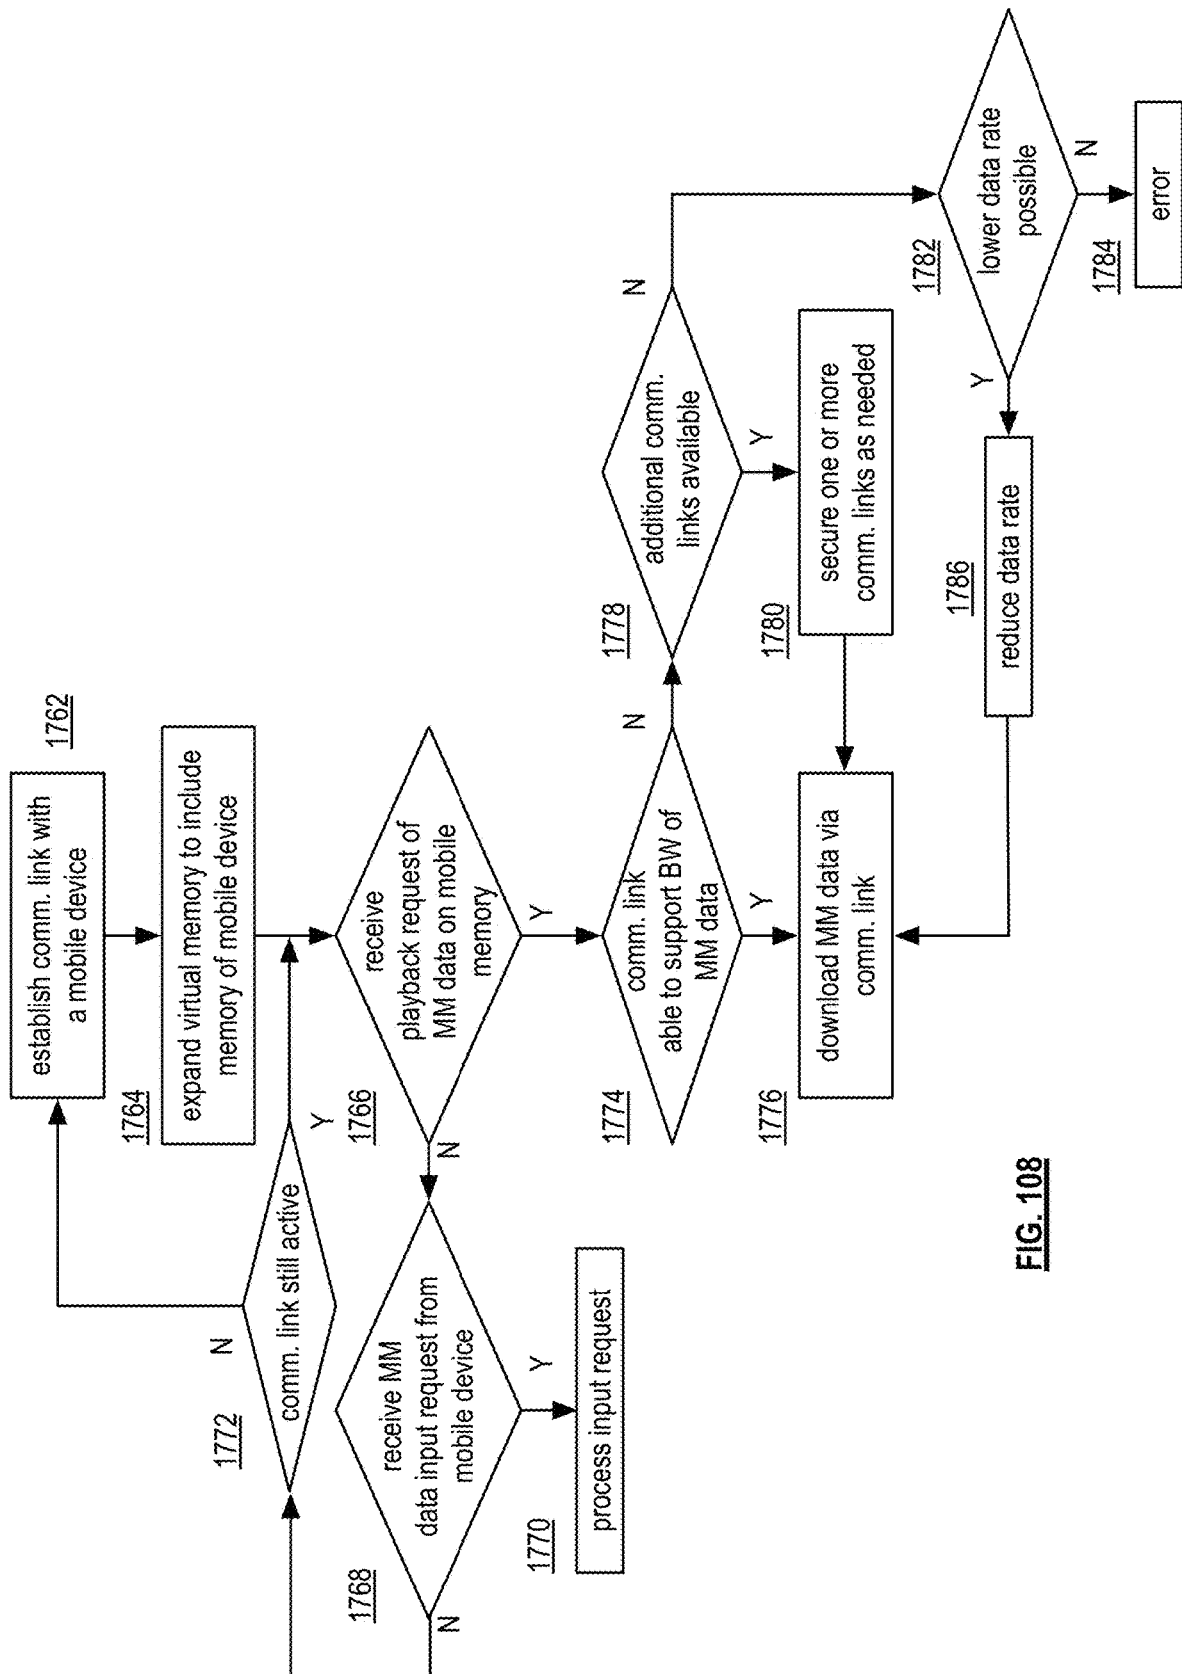 1762
establish comm. link with
a mobile device
1764
expand virtual memory to include
memory of mobile device
1772
N
comm. link still active
Y
1766
receive
playback request of
MM data on mobile
memory
N
Y
1768
receive MM
data input request from
mobile device
N
Y
1770
process input request
1774
comm. link
able to support BW of
MM data
N
Y
1778
additional comm.
links available
N
Y
1776
download MM data via
comm. link
1780
secure one or more
comm. links as needed
1782
lower data rate
possible
Y
N
1786
reduce data rate
1784
error
FIG. 108